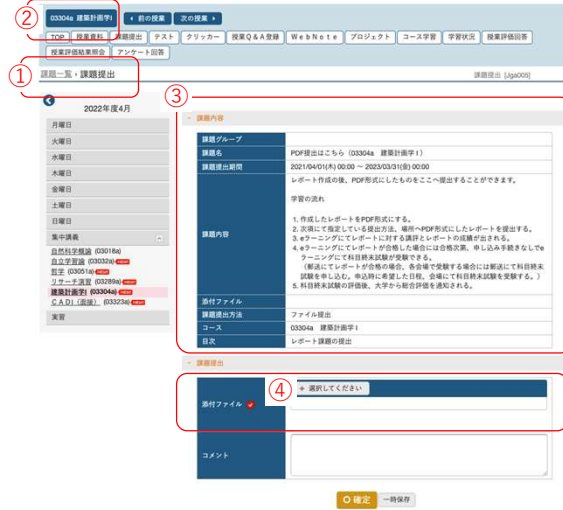 ②
03304a 建築計画学Ⅰ
前の授業
次の授業
TOP 授業資料 課題提出 テスト クリッカー 授業Q&A登録 WebNote プロジェクト コース学習 学習状況 授業評価回答
授業評価結果照会 アンケート回答
①
課題一覧 › 課題提出
課題提出 [Jga005]
2022年度4月
月曜日
火曜日
水曜日
木曜日
金曜日
土曜日
日曜日
集中講義
自然科学概論 (03018a)
自立学習論 (03032a)
哲学 (03051a)
リサーチ演習 (03289a)
建築計画学Ⅰ (03304a)
CADⅠ(面接) (03323a)
実習
③
課題内容
課題グループ
課題名 PDF提出はこちら (03304a 建築計画学Ⅰ)
課題提出期間 2021/04/01(木) 00:00 ～ 2023/03/31(金) 00:00
課題内容
レポート作成の後、PDF形式にしたものをここへ提出することができます。
学習の流れ
1. 作成したレポートをPDF形式にする。
2. 次項にて指定している提出方法、場所へPDF形式にしたレポートを提出する。
3. eラーニングにてレポートに対する講評とレポートの成績が出される。
4. eラーニングにてレポートが合格した場合には合格次第、申し込み手続きなしでe
ラーニングにて科目終末試験が受験できる。
（郵送にてレポートが合格の場合、各会場で受験する場合には郵送にて科目終末
試験を申し込む。申込時に希望した日程、会場にて科目終末試験を受験する。）
5. 科目終末試験の評価後、大学から総合評価を通知される。
添付ファイル
課題提出方法 ファイル提出
コース 03304a 建築計画学Ⅰ
目次 レポート課題の提出
課題提出
④
+ 選択してください
添付ファイル
コメント
確定
一時保存